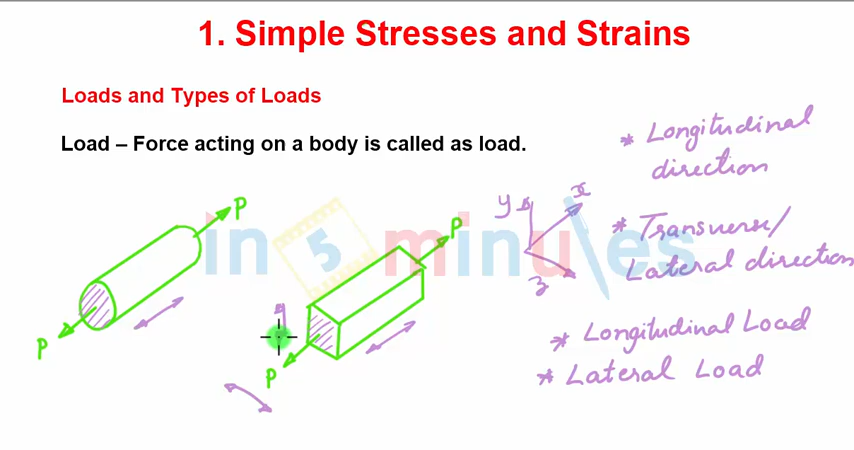 1. Simple Stresses and Strains
Loads and Types of Loads
Load – Force acting on a body is called as load.
* Longitudinal
direction
* Transverse/
Lateral direction
* Longitudinal Load
* Lateral Load
P
P
P
P
y
x
z
in 5 minutes